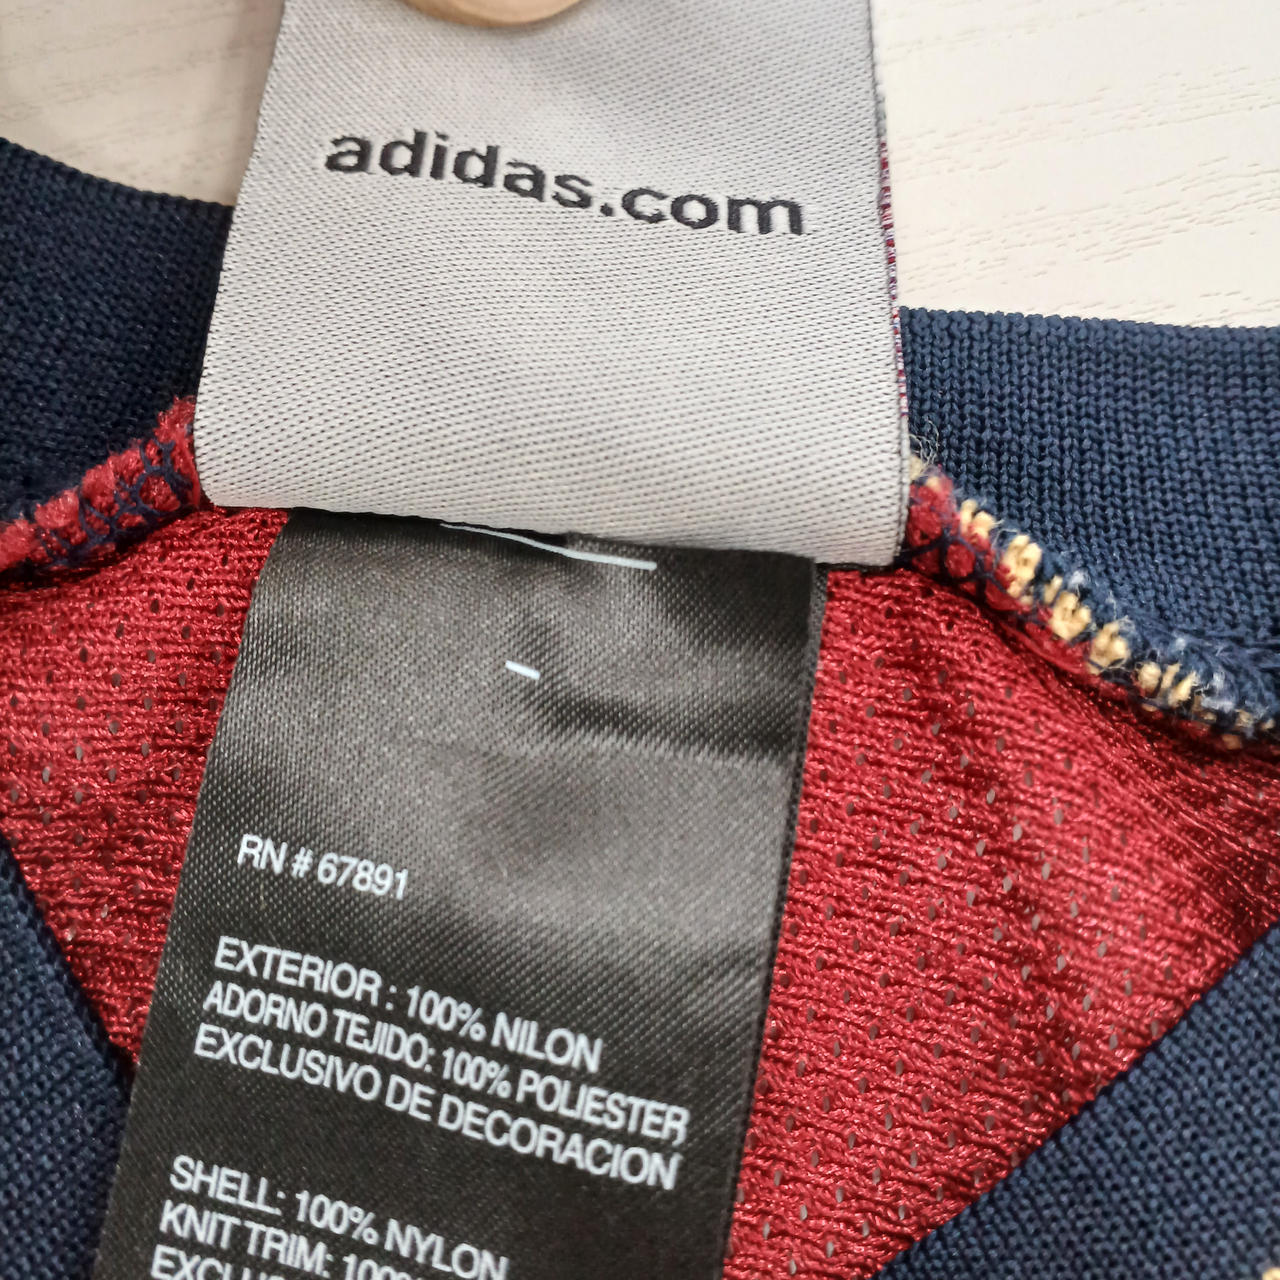 adidas.com
RN # 67891
EXTERIOR : 100% NILON
ADORNO TEJIDO: 100% POLIESTER,
EXCLUSIVO DE DECORACION
SHELL: 100% NYLON
KNIT TRIM: